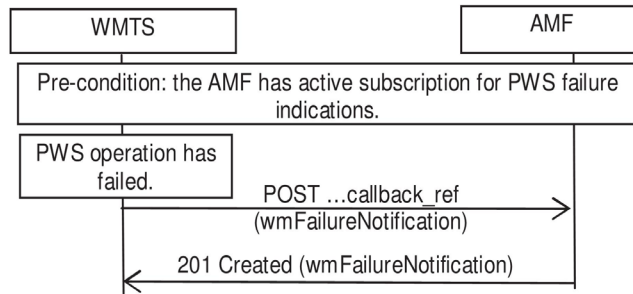 WMTS
AMF
Pre-condition: the AMF has active subscription for PWS failure
indications.
PWS operation has
failed.
POST …callback_ref
(wmFailureNotification)
201 Created (wmFailureNotification)